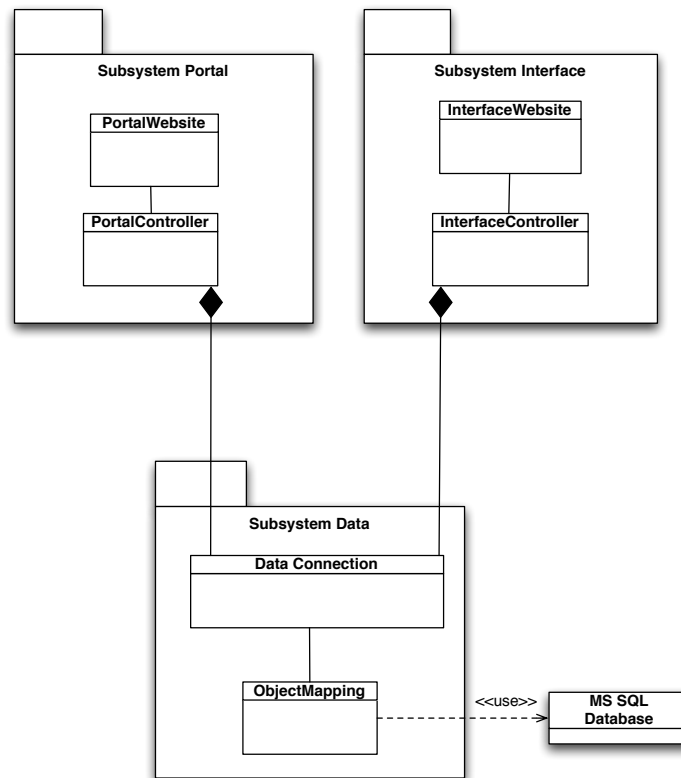 Subsystem Portal
Subsystem Interface
PortalWebsite
InterfaceWebsite
PortalController
InterfaceController
Subsystem Data
Data Connection
ObjectMapping
<<use>>
MS SQL
Database